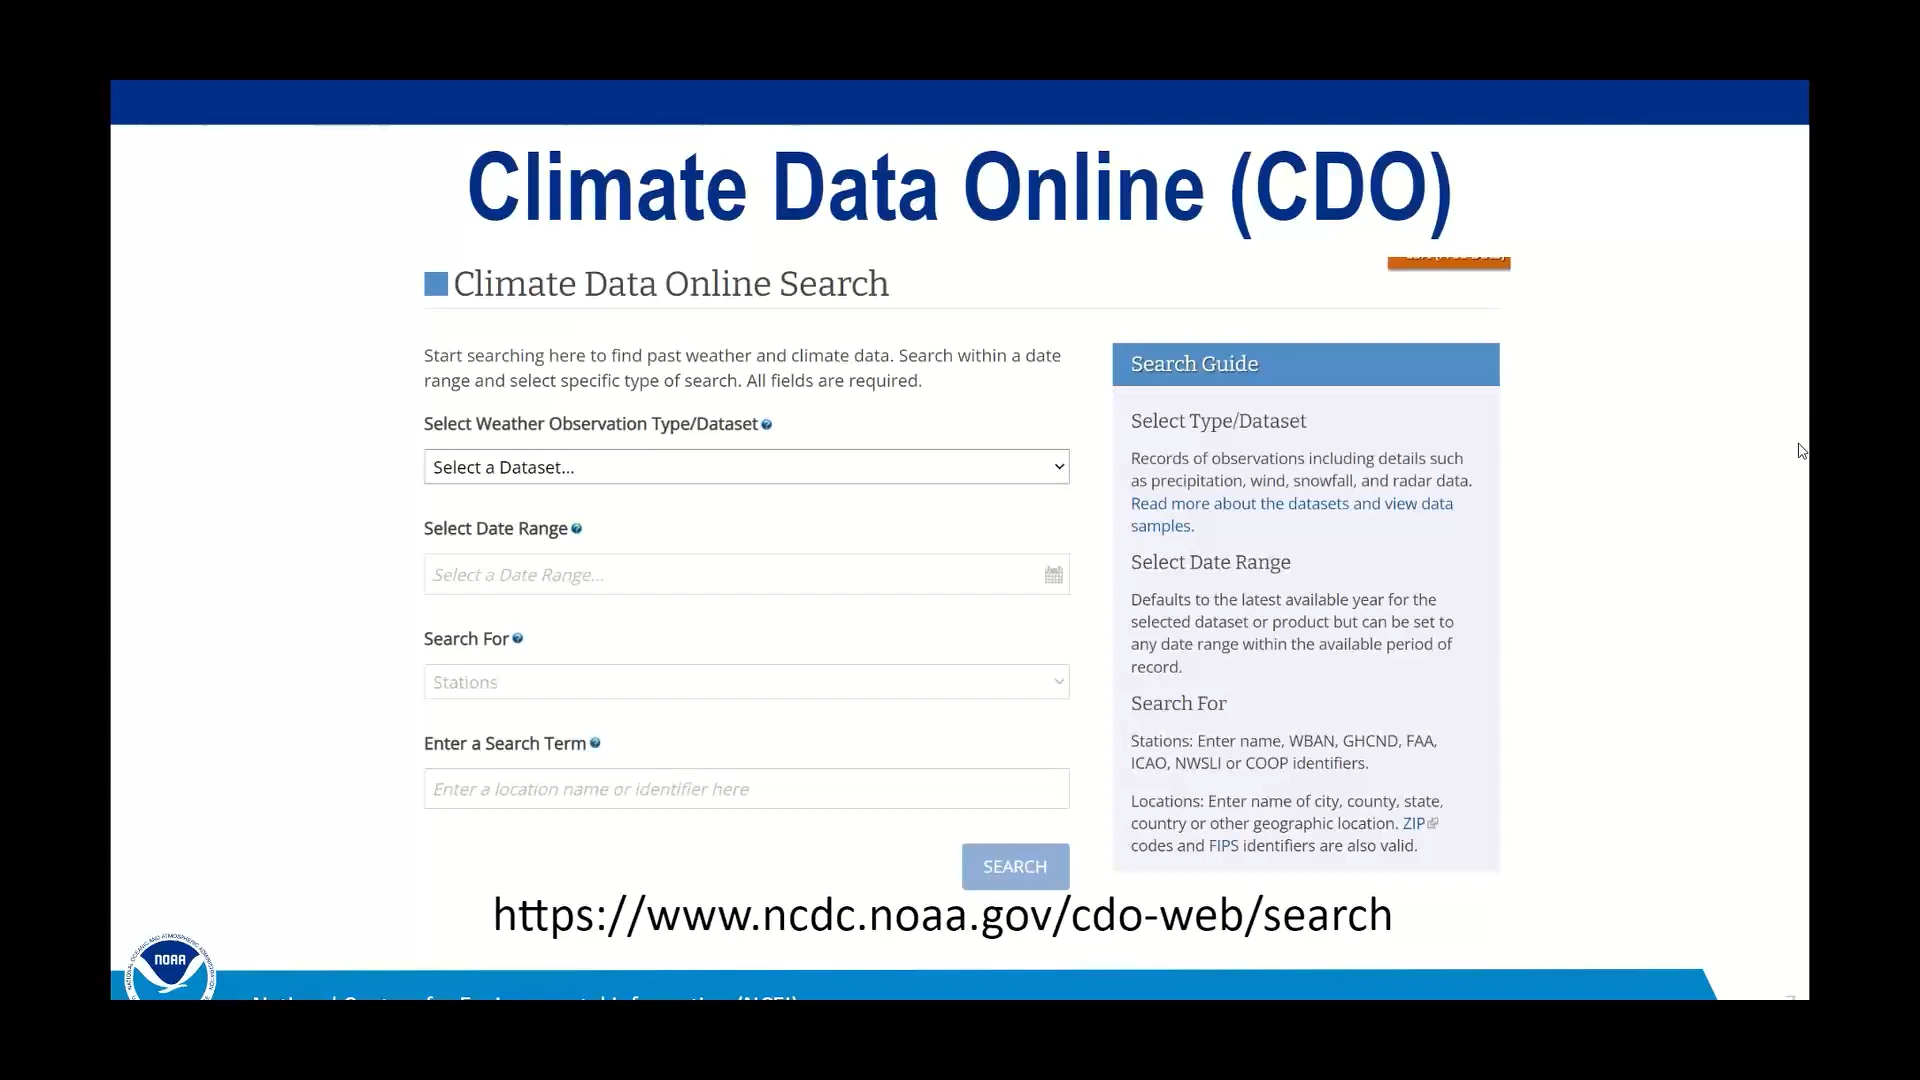 Climate Data Online (CDO)
Climate Data Online Search
Start searching here to find past weather and climate data. Search within a date
range and select specific type of search. All fields are required.
Select Weather Observation Type/Dataset
Select a Dataset...
Select Date Range
Select a Date Range...
Search For
Stations
Enter a Search Term
Enter a location name or identifier here
SEARCH
Search Guide
Select Type/Dataset
Records of observations including details such
as precipitation, wind, snowfall, and radar data.
Read more about the datasets and view data
samples.
Select Date Range
Defaults to the latest available year for the
selected dataset or product but can be set to
any date range within the available period of
record.
Search For
Stations: Enter name, WBAN, GHCND, FAA,
ICAO, NWSLI or COOP identifiers.
Locations: Enter name of city, county, state,
country or other geographic location. ZIP
codes and FIPS identifiers are also valid.
https://www.ncdc.noaa.gov/cdo-web/search
NOAA